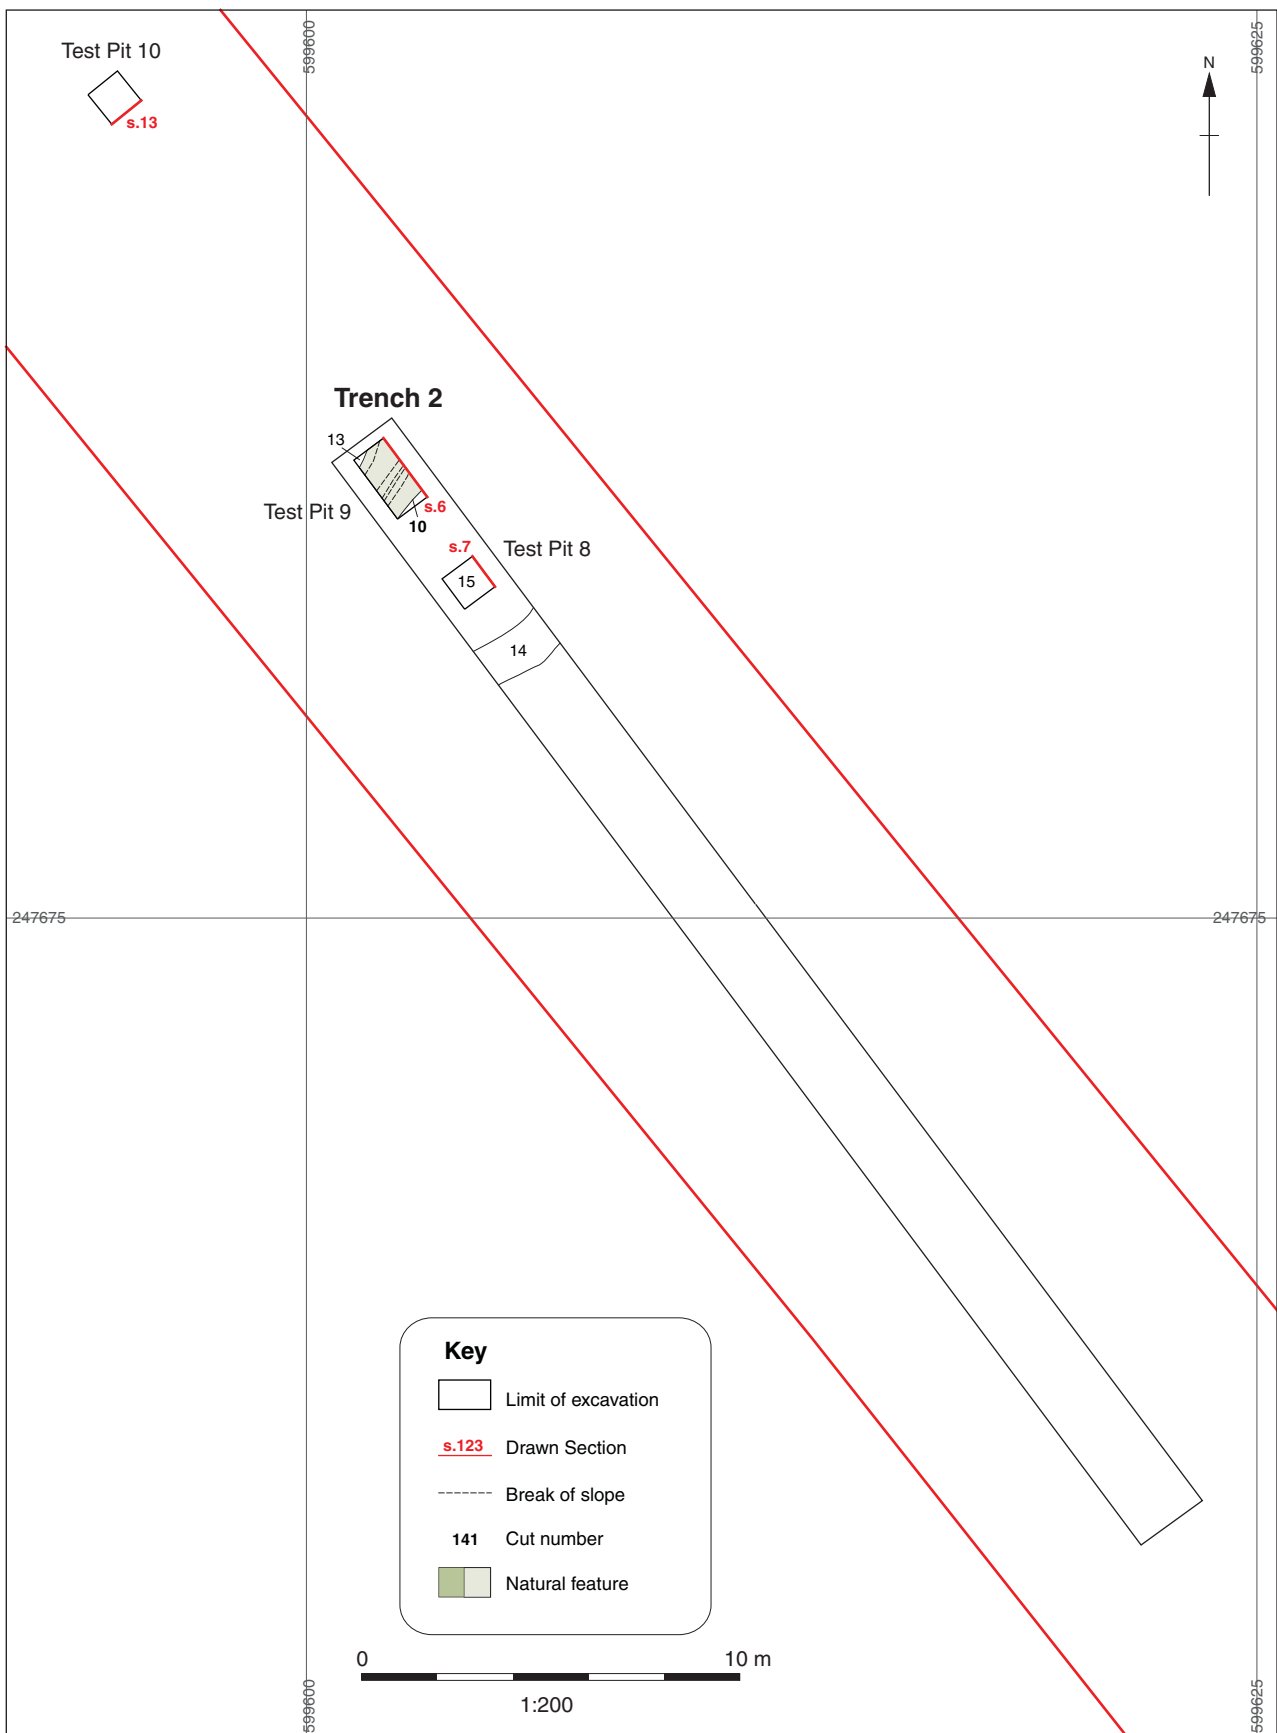 599600
599625
Test Pit 10
N
s.13
Trench 2
13
Test Pit 9
s.6
10
s.7
Test Pit 8
15
14
247675
247675
Key
Limit of excavation
s.123 Drawn Section
Break of slope
141 Cut number
Natural feature
0 10 m
1:200
599600
599625